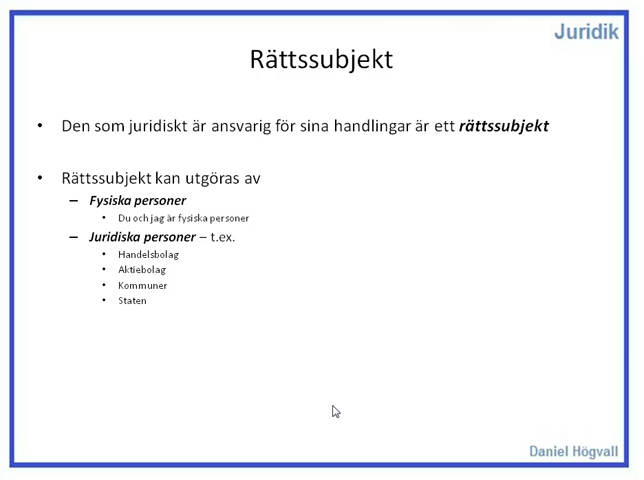 Juridik
Rättssubjekt
• Den som juridiskt är ansvarig för sina handlingar är ett rättssubjekt
• Rättssubjekt kan utgöras av
– Fysiska personer
• Du och jag är fysiska personer
– Juridiska personer – t.ex.
• Handelsbolag
• Aktiebolag
• Kommuner
• Staten
Daniel Högvall